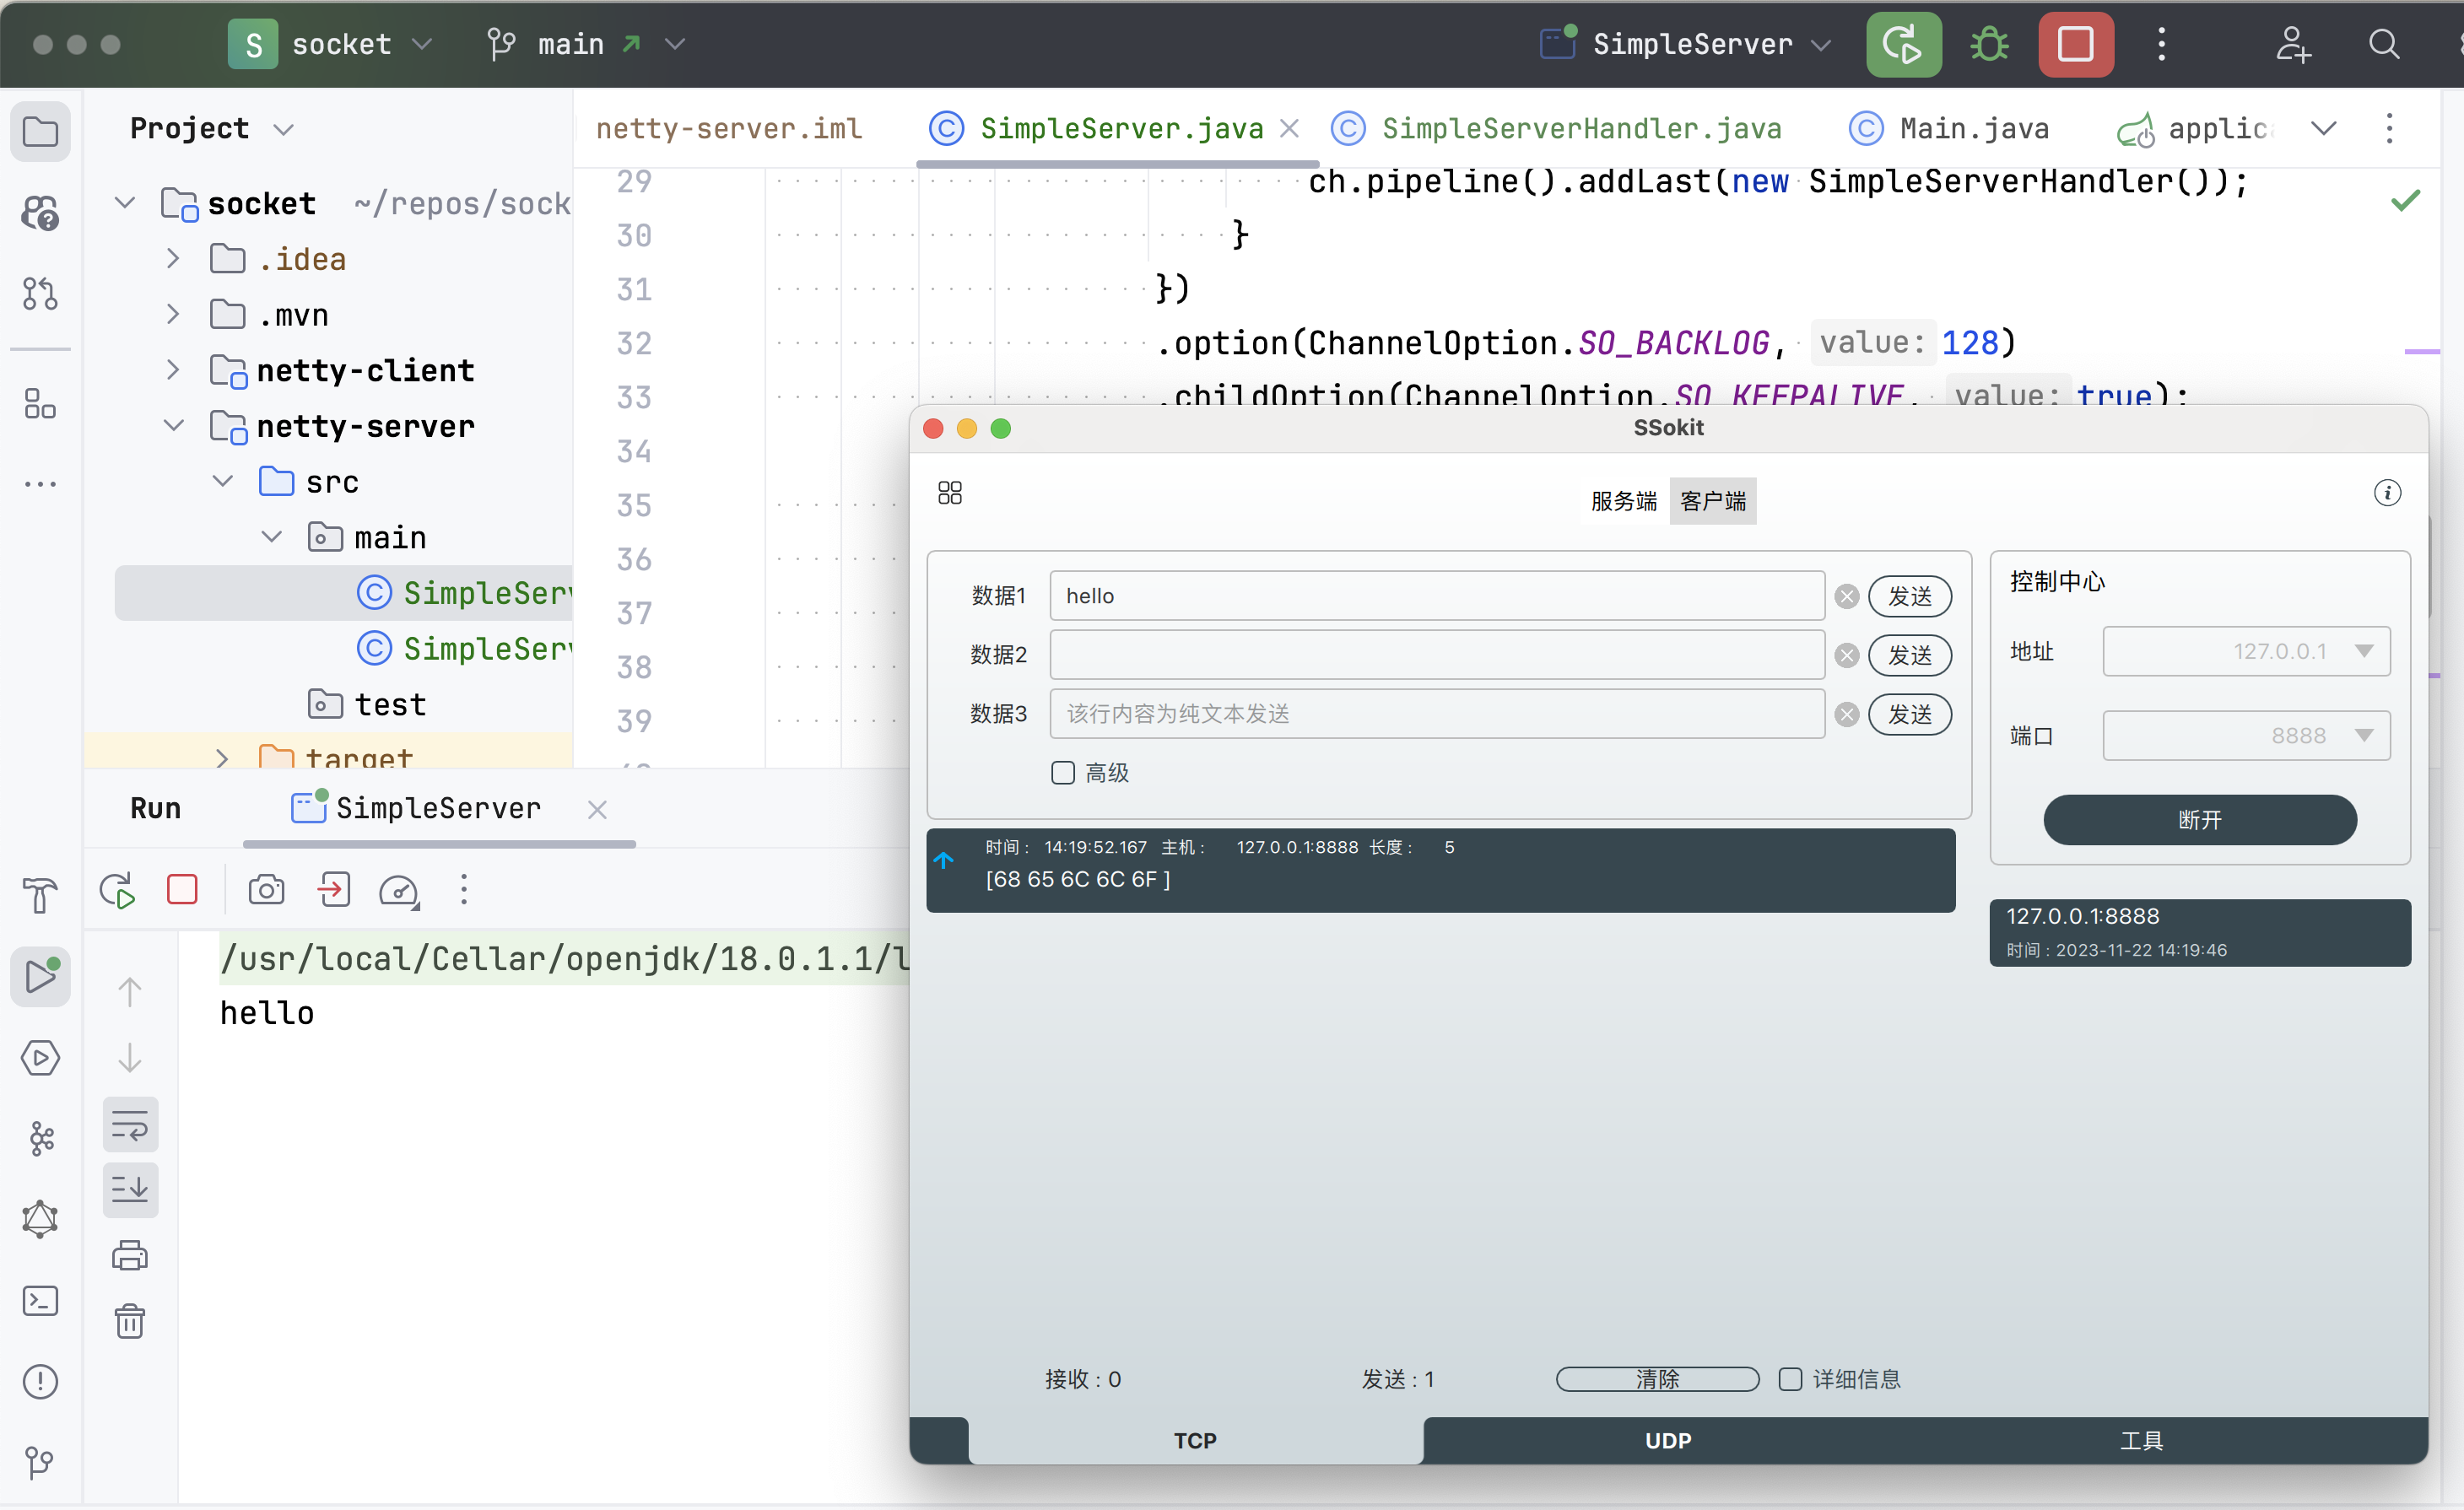 S socket main SimpleServer
Project
netty-server.iml SimpleServer.java SimpleServerHandler.java Main.java applic
socket ~/repos/sock
.idea
.mvn
netty-client
netty-server
src
main
SimpleSer
SimpleSer
test
target
29 ch.pipeline().addLast(new SimpleServerHandler());
30 }
31 })
32 .option(ChannelOption.SO_BACKLOG, value: 128)
33 .childOption(ChannelOption.SO_KEEPALIVE, value: true);
34
35
36
37
38
39
Run SimpleServer
/usr/local/Cellar/openjdk/18.0.1.1/l
hello
SSokit
服务端 客户端
数据1 hello 发送
数据2 发送
数据3 该行内容为纯文本发送 发送
高级
控制中心
地址 127.0.0.1
端口 8888
断开
时间： 14:19:52.167 主机： 127.0.0.1:8888 长度： 5
[68 65 6C 6C 6F ]
127.0.0.1:8888
时间 : 2023-11-22 14:19:46
接收 : 0 发送 : 1 清除 详细信息
TCP UDP 工具